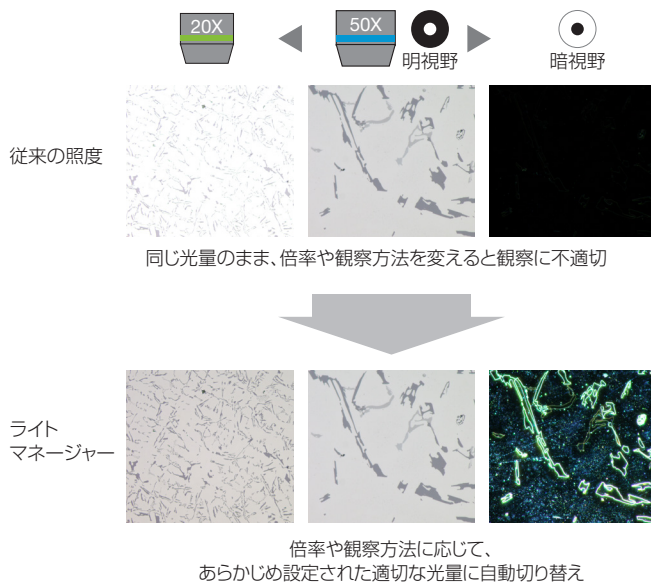 20X
50X
明視野
暗視野
従来の照度
同じ光量のまま、倍率や観察方法を変えると観察に不適切
ライト
マネージャー
倍率や観察方法に応じて、
あらかじめ設定された適切な光量に自動切り替え